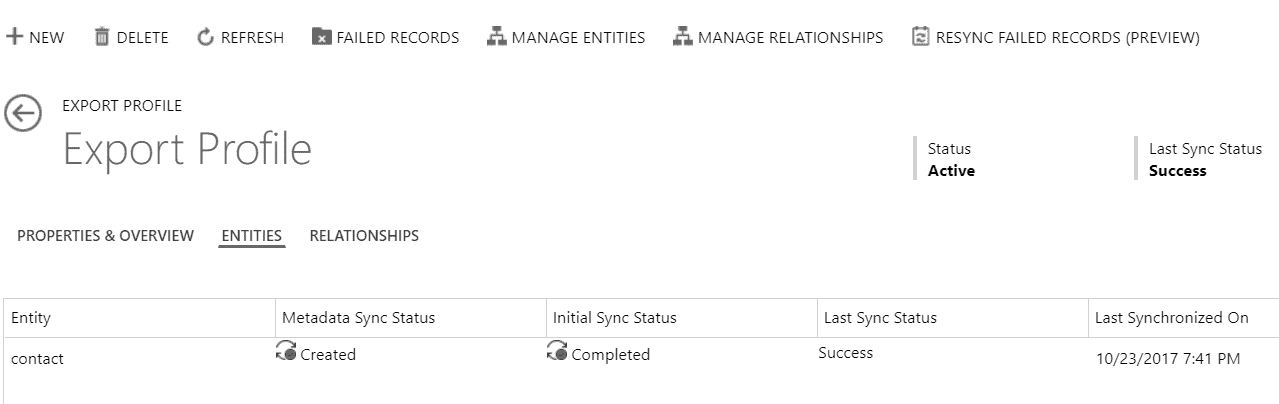 NEW DELETE REFRESH FAILED RECORDS MANAGE ENTITIES MANAGE RELATIONSHIPS RESYNC FAILED RECORDS (PREVIEW)
EXPORT PROFILE
Export Profile
Status Last Sync Status
Active Success
PROPERTIES & OVERVIEW ENTITIES RELATIONSHIPS
Entity Metadata Sync Status Initial Sync Status Last Sync Status Last Synchronized On
contact Created Completed Success 10/23/2017 7:41 PM